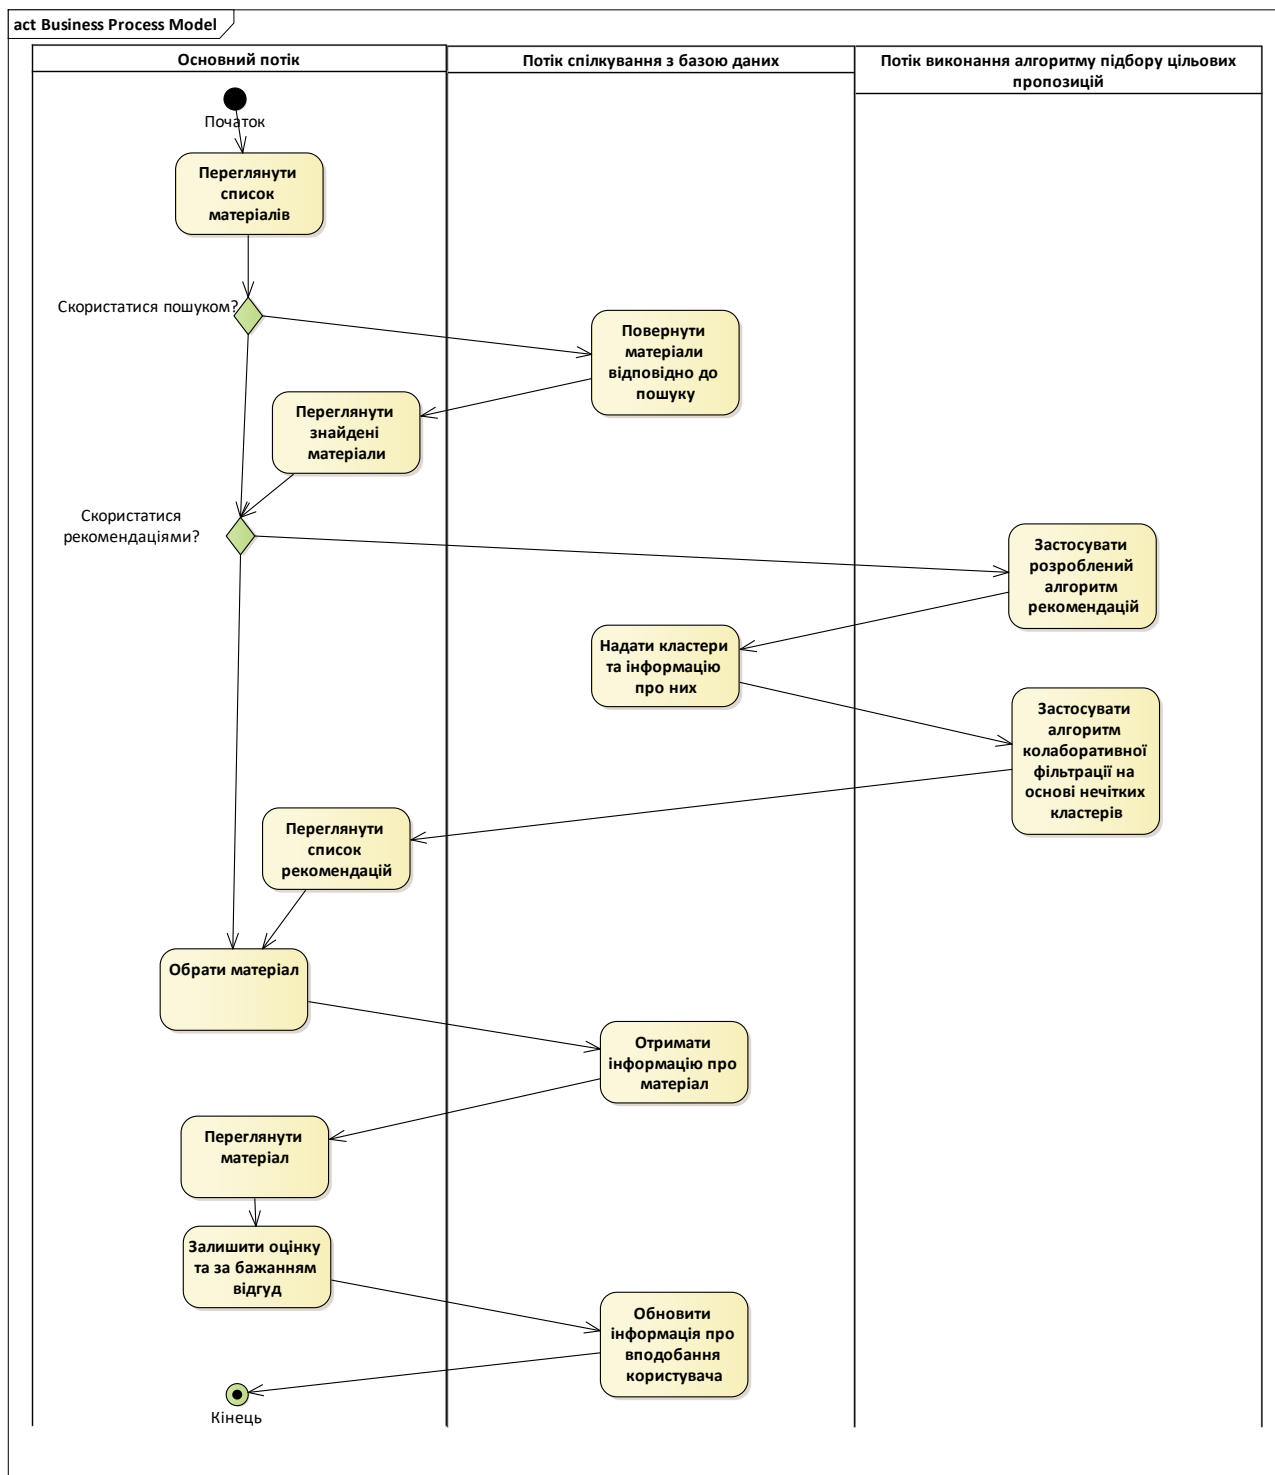 act Business Process Model
Основний потік
Потік спілкування з базою даних
Потік виконання алгоритму підбору цільових
пропозицій
Початок
Переглянути
список
матеріалів
Скористатися пошуком?
Повернути
матеріали
відповідно до
пошуку
Переглянути
знайдені
матеріали
Скористатися
рекомендаціями?
Застосувати
розроблений
алгоритм
рекомендацій
Надати кластери
та інформацію
про них
Застосувати
алгоритм
колаборативної
фільтрації на
основі нечітких
кластерів
Переглянути
список
рекомендацій
Обрати матеріал
Отримати
інформацію про
матеріал
Переглянути
матеріал
Залишити оцінку
та за бажанням
відгуд
Обновити
інформація про
вподобання
користувача
Кінець